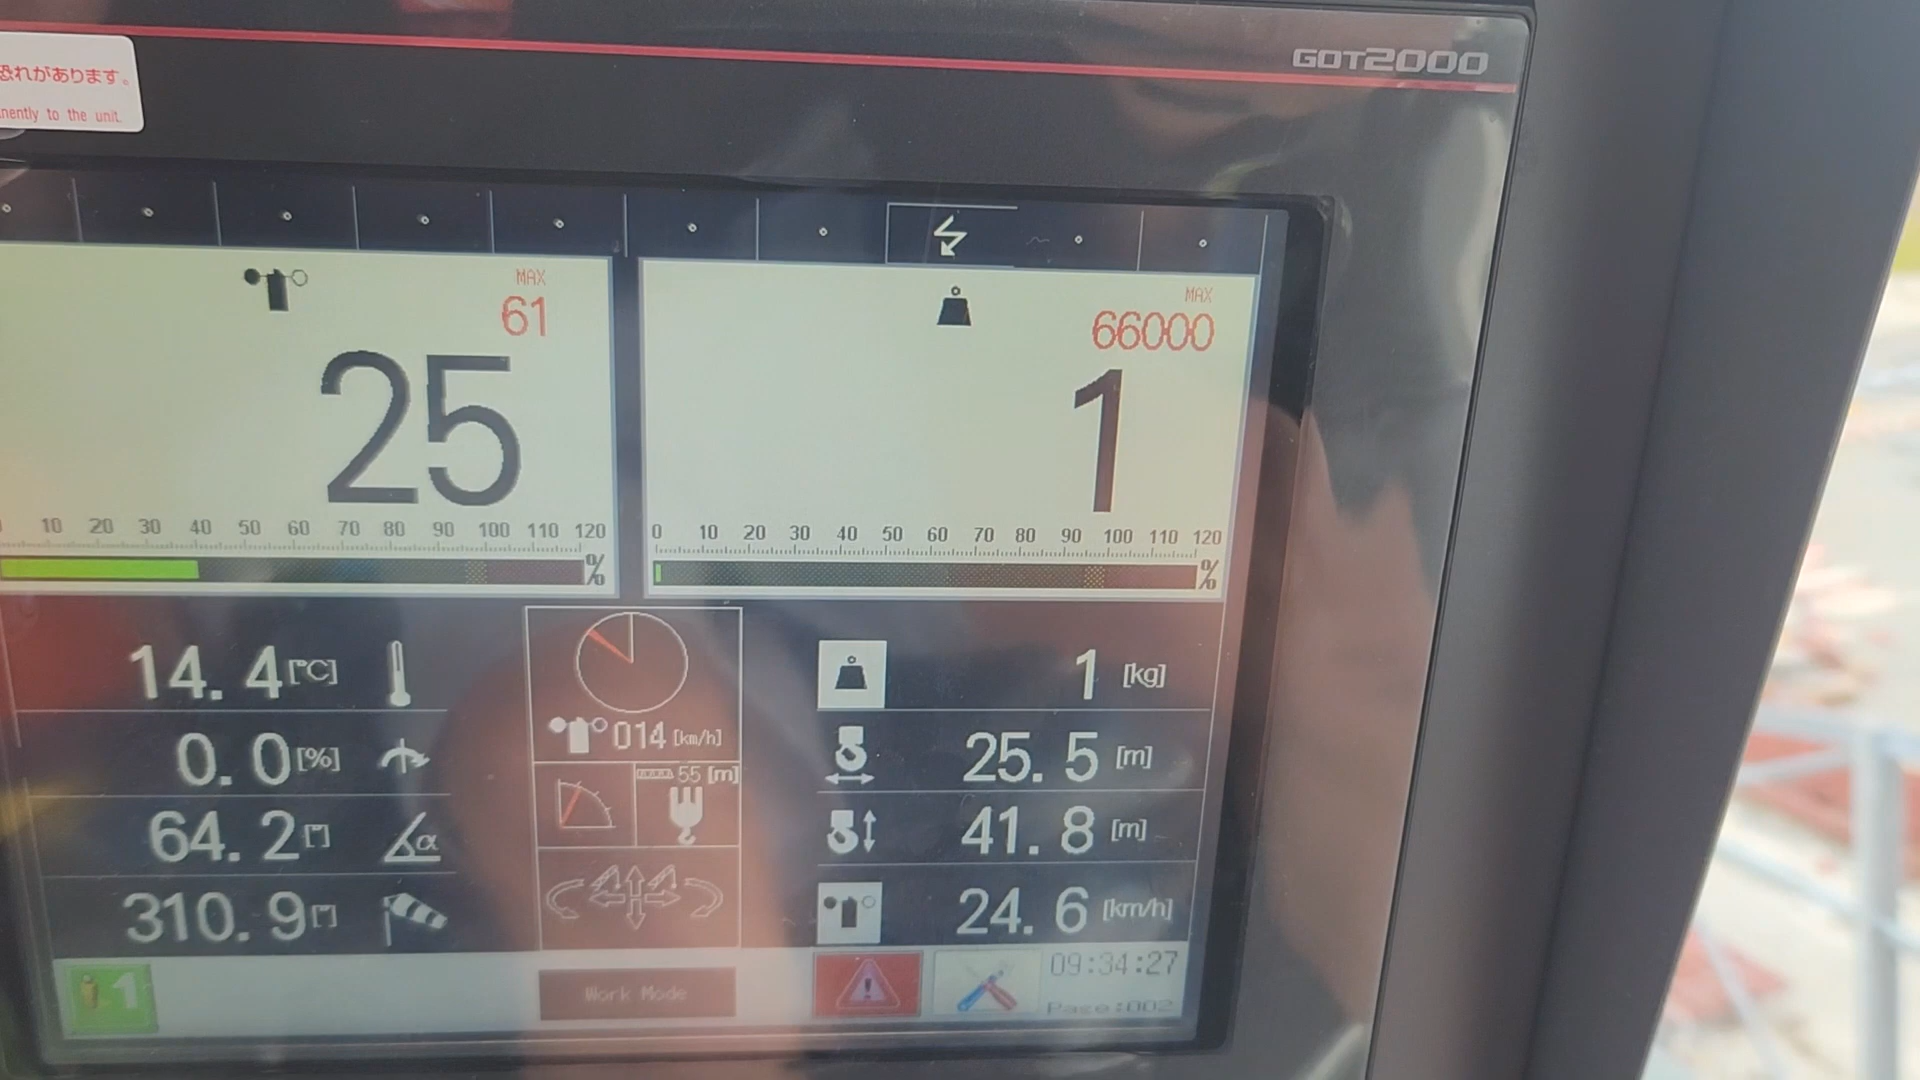 GOT2000
恐れがあります。
nently to the unit.
MAX
61
25
10 20 30 40 50 60 70 80 90 100 110 120
%
MAX
66000
1
0 10 20 30 40 50 60 70 80 90 100 110 120
%
14.4[°C]
0.0[%]
64.2[°]
310.9[°]
014 [km/h]
55 [m]
1 [kg]
25.5 [m]
41.8 [m]
24.6 [km/h]
α
1
Work Mode
09:34:27
Page:002